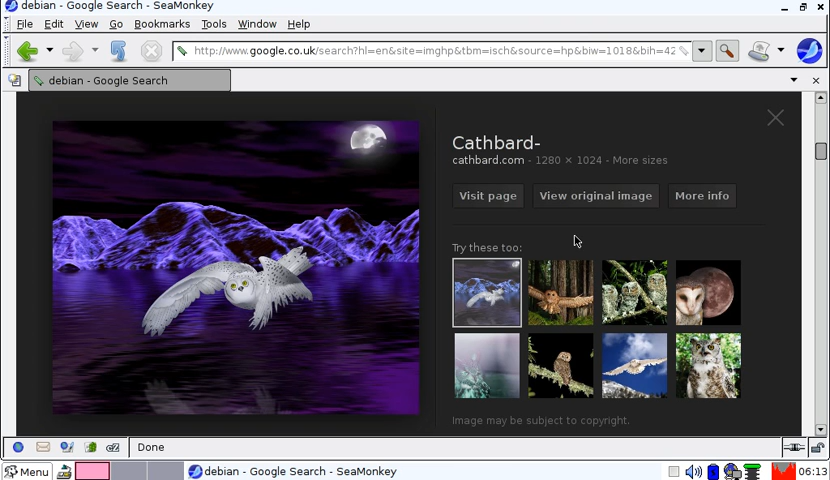 debian - Google Search - SeaMonkey
File Edit View Go Bookmarks Tools Window Help
http://www.google.co.uk/search?hl=en&site=imghp&tbm=isch&source=hp&biw=1018&bih=42
debian - Google Search
Cathbard-
cathbard.com - 1280 × 1024 - More sizes
Visit page View original image More info
Try these too:
Image may be subject to copyright.
Done
Menu debian - Google Search - SeaMonkey 06:13